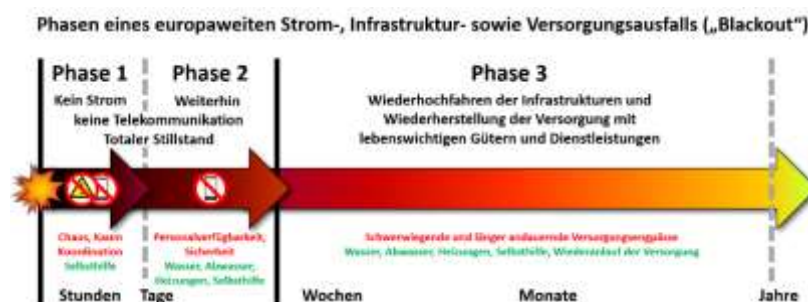 Phasen eines europaweiten Strom-, Infrastruktur- sowie Versorgungsausfalls („Blackout")
Phase 1
Kein Strom
Phase 2
Weiterhin
keine Telekommunikation
Totaler Stillstand
Phase 3
Wiederhochfahren der Infrastrukturen und
Wiederherstellung der Versorgung mit
lebenswichtigen Gütern und Dienstleistungen
Chaos, Kaum
Koordination
Selbsthilfe
Personalverfügbarkeit,
Sicherheit
Wasser, Abwasser,
Heizungen, Selbsthilfe
Schwerwiegende und länger andauernde Versorgungsengpässe
Wasser, Abwasser, Heizungen, Selbsthilfe, Wiederanlauf der Versorgung
Stunden
Tage
Wochen
Monate
Jahre